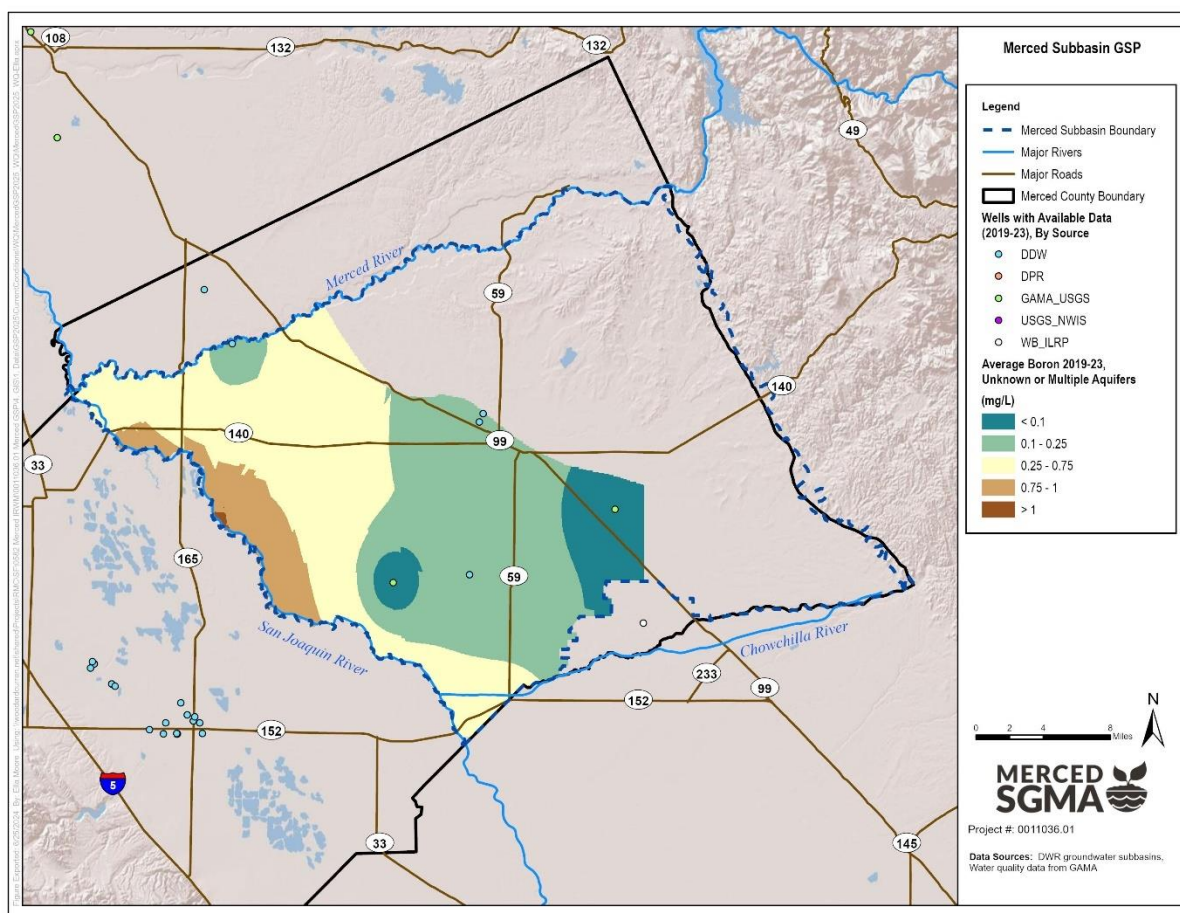 108
132
132
49
Merced River
59
140
140
99
33
165
59
San Joaquin River
Chowchilla River
233
152
99
152
5
33
145
Merced Subbasin GSP
Legend
Merced Subbasin Boundary
Major Rivers
Major Roads
Merced County Boundary
Wells with Available Data
(2019-23), By Source
DDW
DPR
GAMA_USGS
USGS_NWIS
WB_ILRP
Average Boron 2019-23,
Unknown or Multiple Aquifers
(mg/L)
< 0.1
0.1 - 0.25
0.25 - 0.75
0.75 - 1
> 1
N
0 2 4 8
Miles
MERCED
SGMA
Project #: 0011036.01
Data Sources: DWR groundwater subbasins,
Water quality data from GAMA